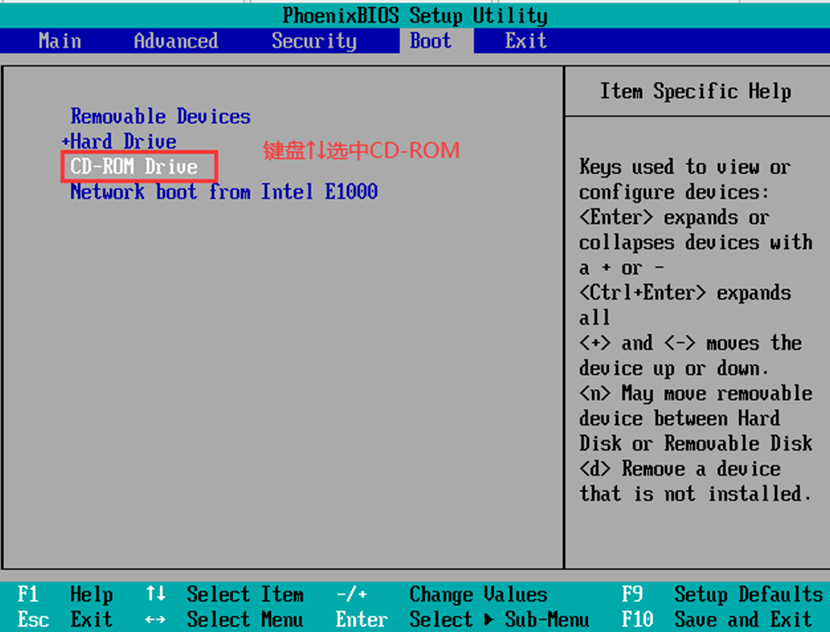 PhoenixBIOS Setup Utility
Main Advanced Security Boot Exit
Removable Devices
+Hard Drive
CD-ROM Drive
Network boot from Intel E1000
键盘↑↓选中CD-ROM
Item Specific Help
Keys used to view or
configure devices:
<Enter> expands or
collapses devices with
a + or -
<Ctrl+Enter> expands
all
<+> and <-> moves the
device up or down.
<n> May move removable
device between Hard
Disk or Removable Disk
<d> Remove a device
that is not installed.
F1 Help ↑↓ Select Item -/+ Change Values F9 Setup Defaults
Esc Exit ↔ Select Menu Enter Select ▶ Sub-Menu F10 Save and Exit